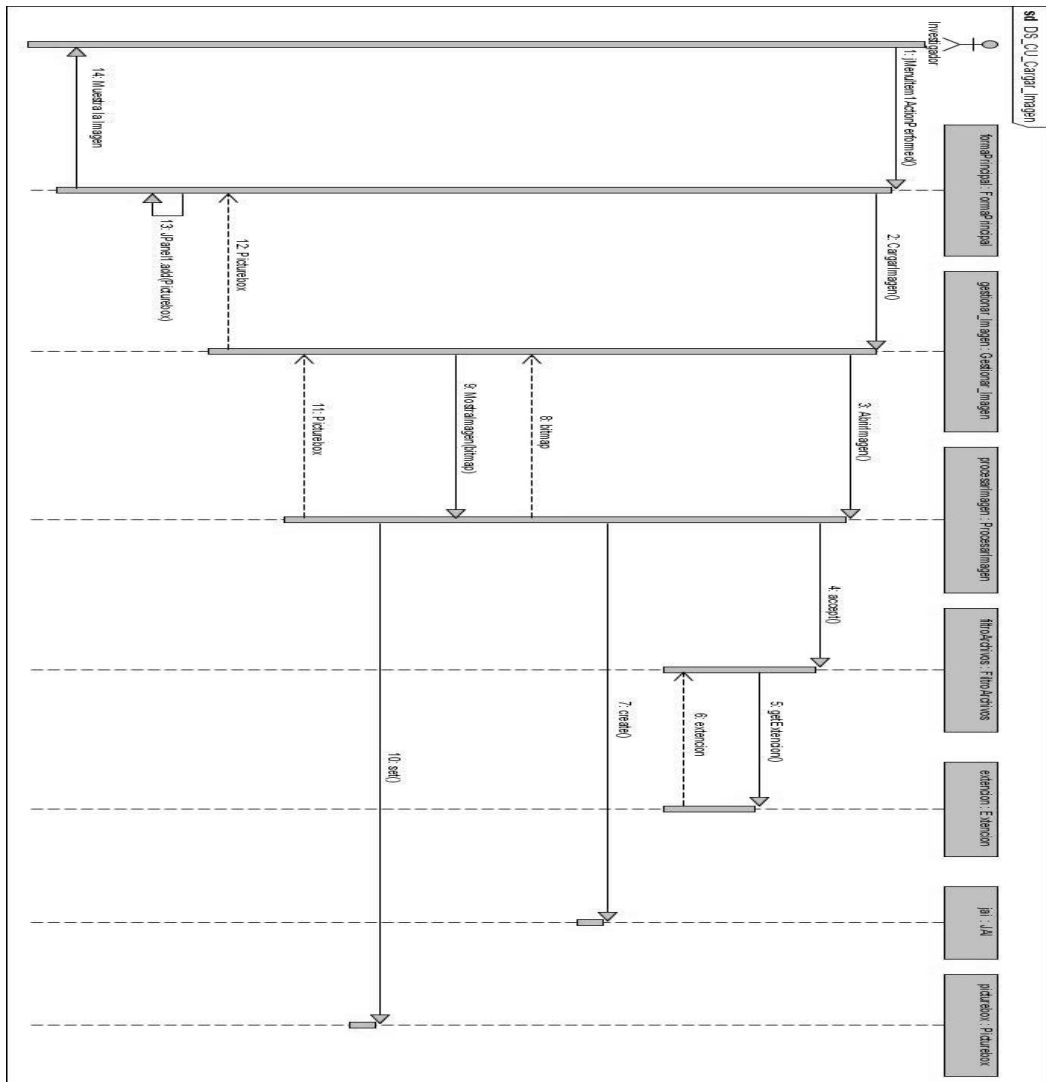 sd DS_CU_Cargar_Imagen
Investigador
formaPrincipal : FormaPrincipal
gestionar_Imagen : Gestionar_imagen
procesarImagen : ProcesarImagen
filtroArchivos : FiltroArchivos
extencion : Extencion
jai : JAI
picturebox : Picturebox
1: jMenuItem1ActionPerformed()
2: CargarImagen()
3: AbrirImagen()
4: accept()
5: getExtencion()
6: extencion
7: create()
8: bitmap
9: MostraImagen(bitmap)
10: set()
11: Picturebox
12: Picturebox
13: JPanel1.add(Picturebox)
14: Muestra la Imagen